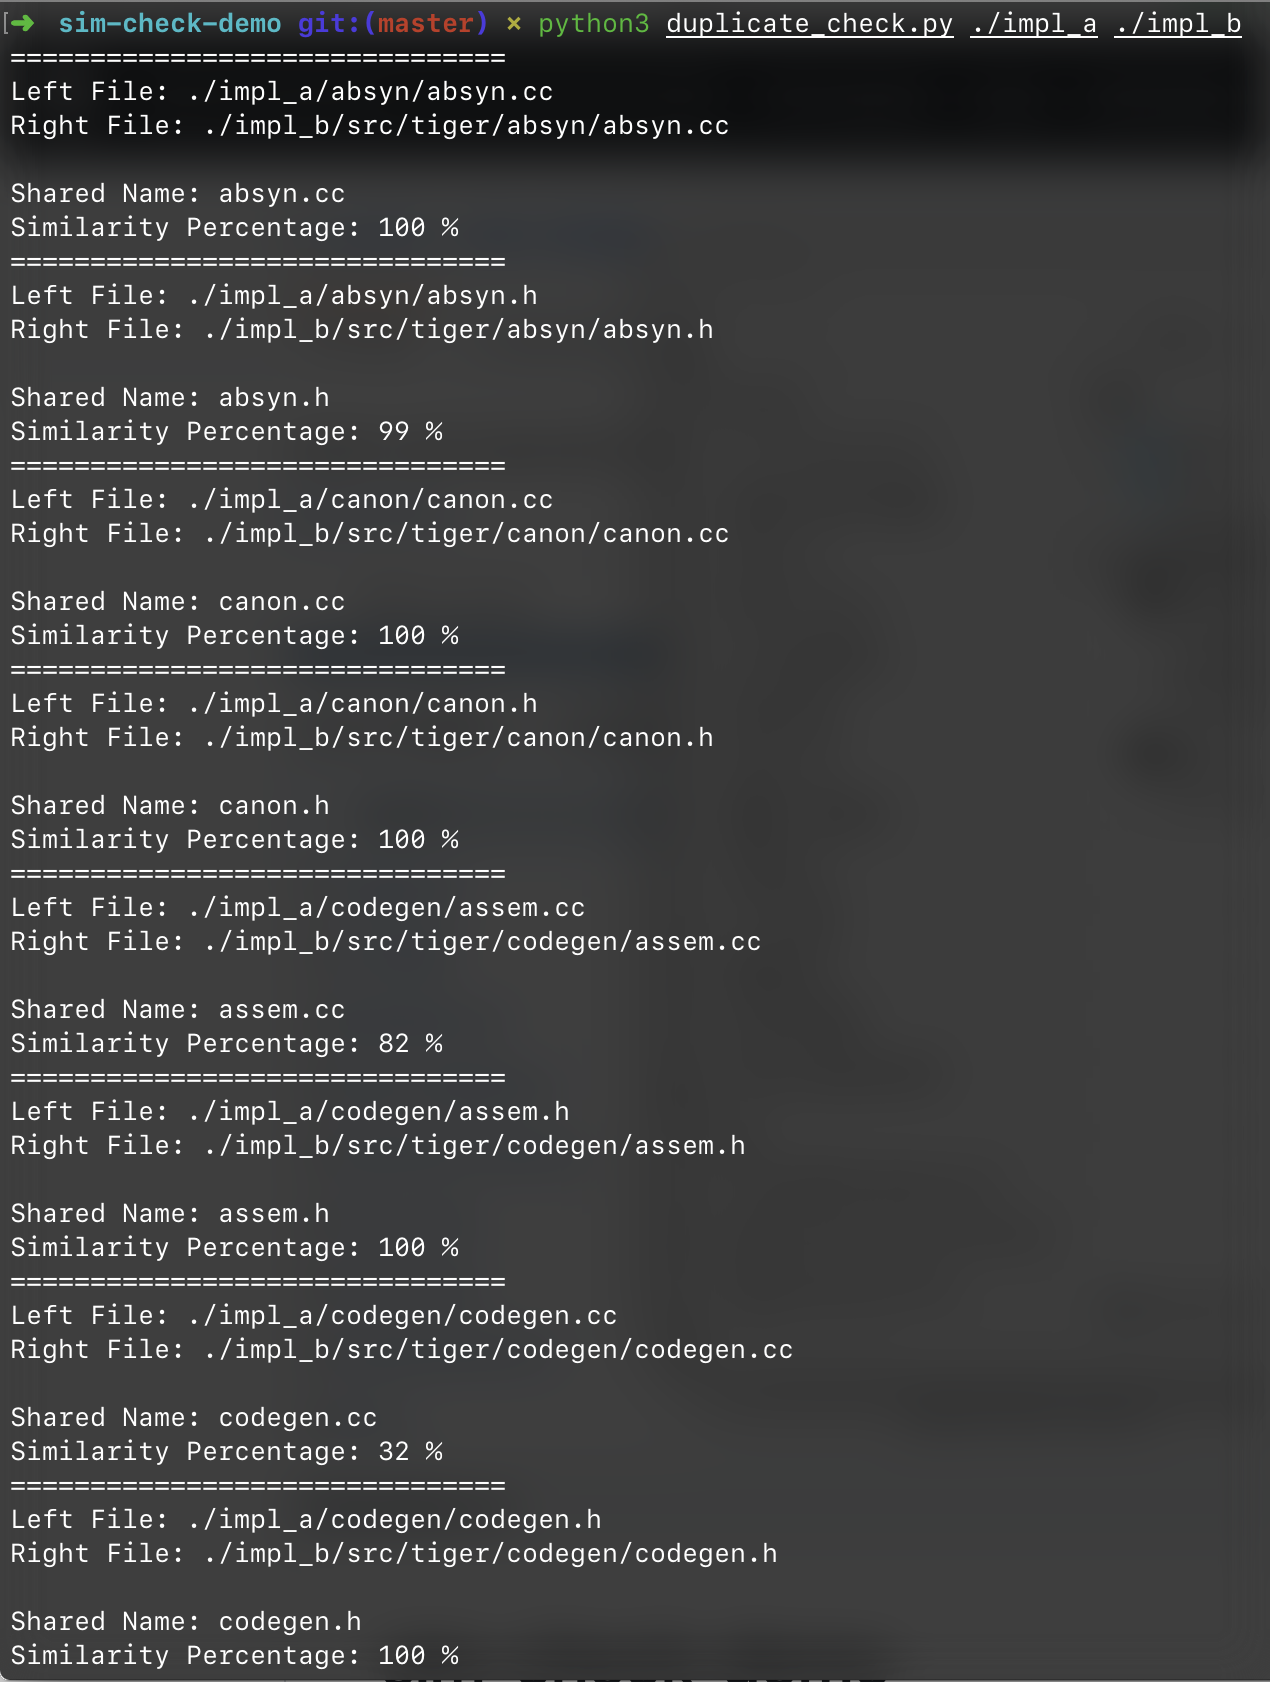 [➜ sim-check-demo git:(master) × python3 duplicate_check.py ./impl_a ./impl_b
===============================
Left File: ./impl_a/absyn/absyn.cc
Right File: ./impl_b/src/tiger/absyn/absyn.cc
Shared Name: absyn.cc
Similarity Percentage: 100 %
===============================
Left File: ./impl_a/absyn/absyn.h
Right File: ./impl_b/src/tiger/absyn/absyn.h
Shared Name: absyn.h
Similarity Percentage: 99 %
===============================
Left File: ./impl_a/canon/canon.cc
Right File: ./impl_b/src/tiger/canon/canon.cc
Shared Name: canon.cc
Similarity Percentage: 100 %
===============================
Left File: ./impl_a/canon/canon.h
Right File: ./impl_b/src/tiger/canon/canon.h
Shared Name: canon.h
Similarity Percentage: 100 %
===============================
Left File: ./impl_a/codegen/assem.cc
Right File: ./impl_b/src/tiger/codegen/assem.cc
Shared Name: assem.cc
Similarity Percentage: 82 %
===============================
Left File: ./impl_a/codegen/assem.h
Right File: ./impl_b/src/tiger/codegen/assem.h
Shared Name: assem.h
Similarity Percentage: 100 %
===============================
Left File: ./impl_a/codegen/codegen.cc
Right File: ./impl_b/src/tiger/codegen/codegen.cc
Shared Name: codegen.cc
Similarity Percentage: 32 %
===============================
Left File: ./impl_a/codegen/codegen.h
Right File: ./impl_b/src/tiger/codegen/codegen.h
Shared Name: codegen.h
Similarity Percentage: 100 %